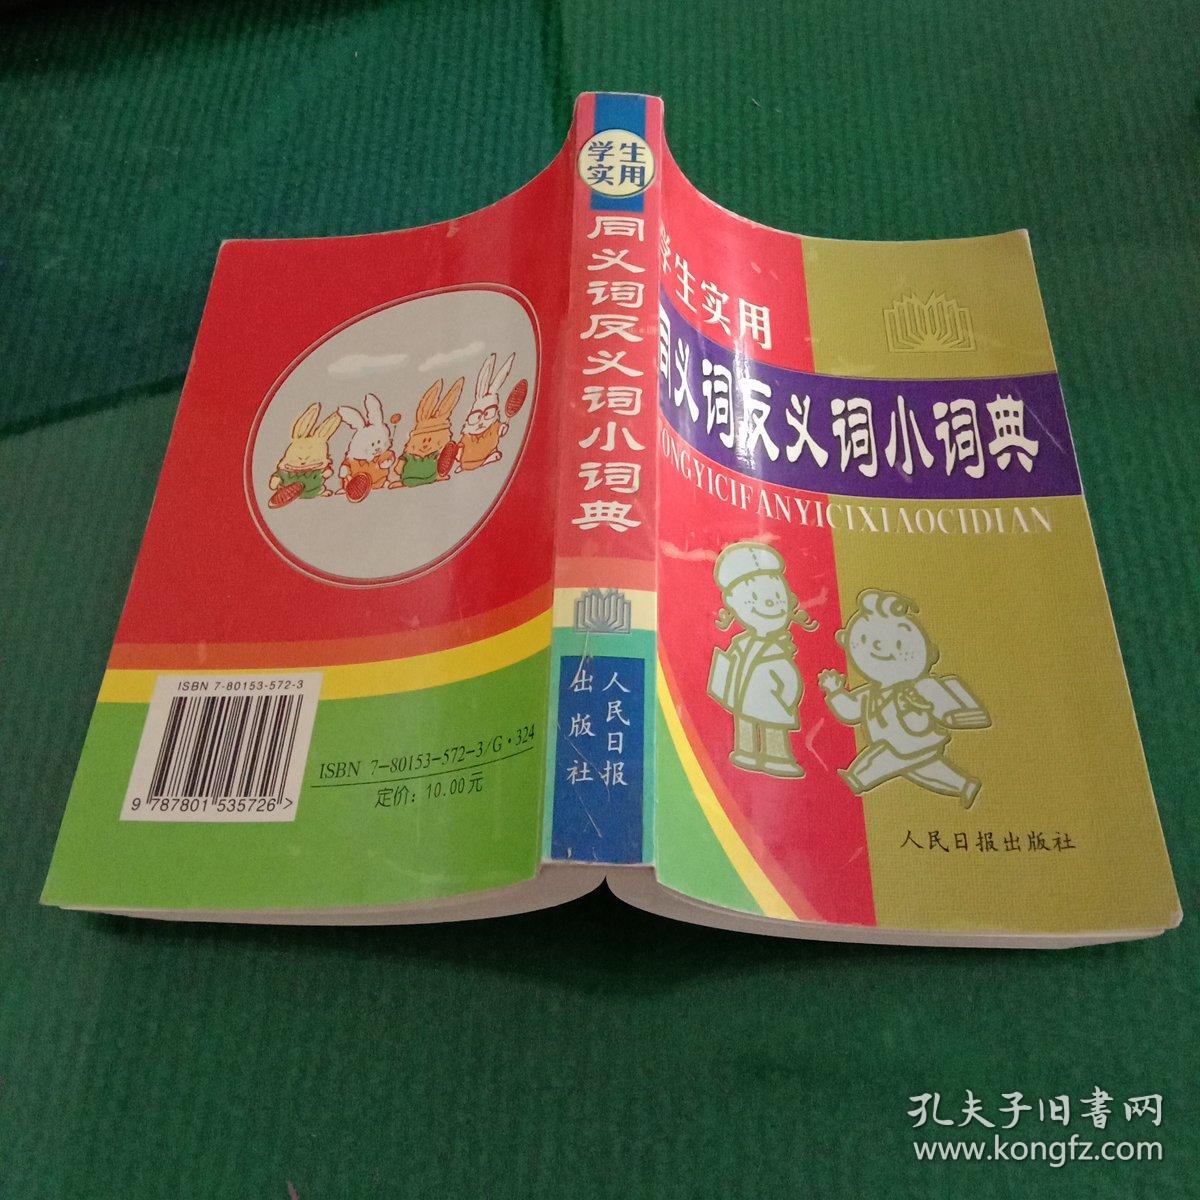 学生
实用
同义词反义词小词典
人民日报
出版社
学生实用
同义词反义词小词典
TONGYICIFANYICIXIAOCIDIAN
人民日报出版社
ISBN 7-80153-572-3
9 787801 535726>
ISBN 7-80153-572-3/G·324
定价：10.00元
孔夫子旧書网
www.kongfz.com